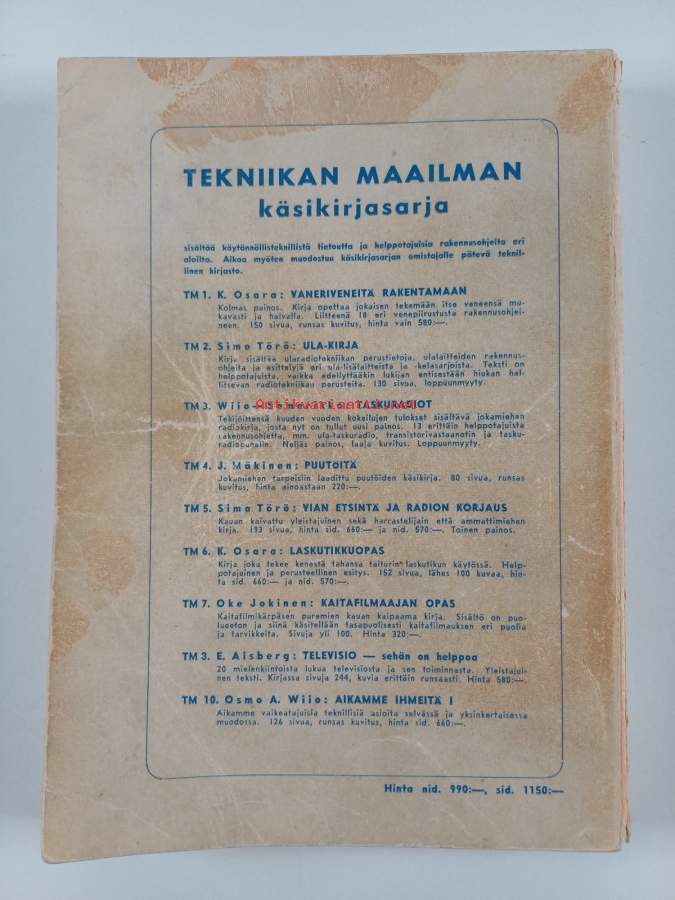 TEKNIIKAN MAAILMAN
käsikirjasarja
sisältää käytännöllisteknillistä tietoutta ja helppotajuisia rakennusohjeita eri
aloilta. Aikaa myöten muodostuu käsikirjasarjan omistajalle pätevä teknil-
linen kirjasto.
TM 1. K. Osara: VANERIVENEITÄ RAKENTAMAAN
Kolmas painos. Kirja opettaa jokaisen tekemään itse veneensä mu-
kavasti ja halvalla. Liitteenä 18 eri venepiirustusta rakennusohjei-
neen. 150 sivua, runsas kuvitus, hinta vain 580:—.
TM 2. Simo Törö: ULA-KIRJA
Kirja sisältää ularadiotekniikan perustietoja, ulalaitteiden rakennus-
ohjeita ja esittelyjä eri ula-lisälaitteista ja -kelasarjoista. Teksti on
helppotajuista, vaikka edellyttääkin lukijan entisestään hiukan hal-
litsevan radiotekniikan perusteita. 130 sivua, loppuunmyyty.
TM 3. Wiio— TASKURADIOT
Antikvariaatti.net
Tekijöittensä kuuden vuoden kokeilujen tulokset sisältävä jokamiehen
radiokirja, josta nyt on tullut uusi painos. 13 erittäin helppotajuista
rakennusohjetta, mm. ula-taskuradio, transistorivastaanotin ja tasku-
radiopuhelin. Neljäs painos, laaja kuvitus. Loppuunmyyty.
TM 4. J. Mäkinen: PUUTÖITÄ
Jokamiehen tarpeisiin laadittu puutöiden käsikirja. 80 sivua, runsas
kuvitus, hinta ainoastaan 220:—.
TM 5. Simo Törö: VIAN ETSINTÄ JA RADION KORJAUS
Kauan kaivattu yleistajuinen sekä harrastelijain että ammattimiehen
kirja. 193 sivua, hinta sid. 660:— ja nid. 570:—. Toinen painos.
TM 6. K. Osara: LASKUTIKKUOPAS
Kirja joka tekee kenestä tahansa taiturin laskutikun käytössä. Help-
potajuinen ja perusteellinen esitys. 152 sivua, lähes 100 kuvaa, hin-
ta sid. 660:— ja nid. 570:—.
TM 7. Oke Jokinen: KAITAFILMAAJAN OPAS
Kaitafilmikärpäsen puremien kauan kaipaama kirja. Sisältö on puo-
lueeton ja siinä käsitellään tasapuolisesti kaitafilmauksen eri puolia
ja tarvikkeita. Sivuja yli 100. Hinta 320:—.
TM 3. E. Aisberg: TELEVISIO — sehän on helppoa
20 mielenkiintoista lukua televisiosta ja sen toiminnasta. Yleistajui-
nen teksti. Kirjassa sivuja 244, kuvia erittäin runsaasti. Hinta 580:—.
TM 10. Osmo A. Wiio: AIKAMME IHMEITÄ I
Aikamme vaikeatajuisia teknillisiä asioita selvässä ja yksinkertaisessa
muodossa. 126 sivua, runsas kuvitus, hinta sid. 660:—.
Hinta nid. 990:—, sid. 1150:—